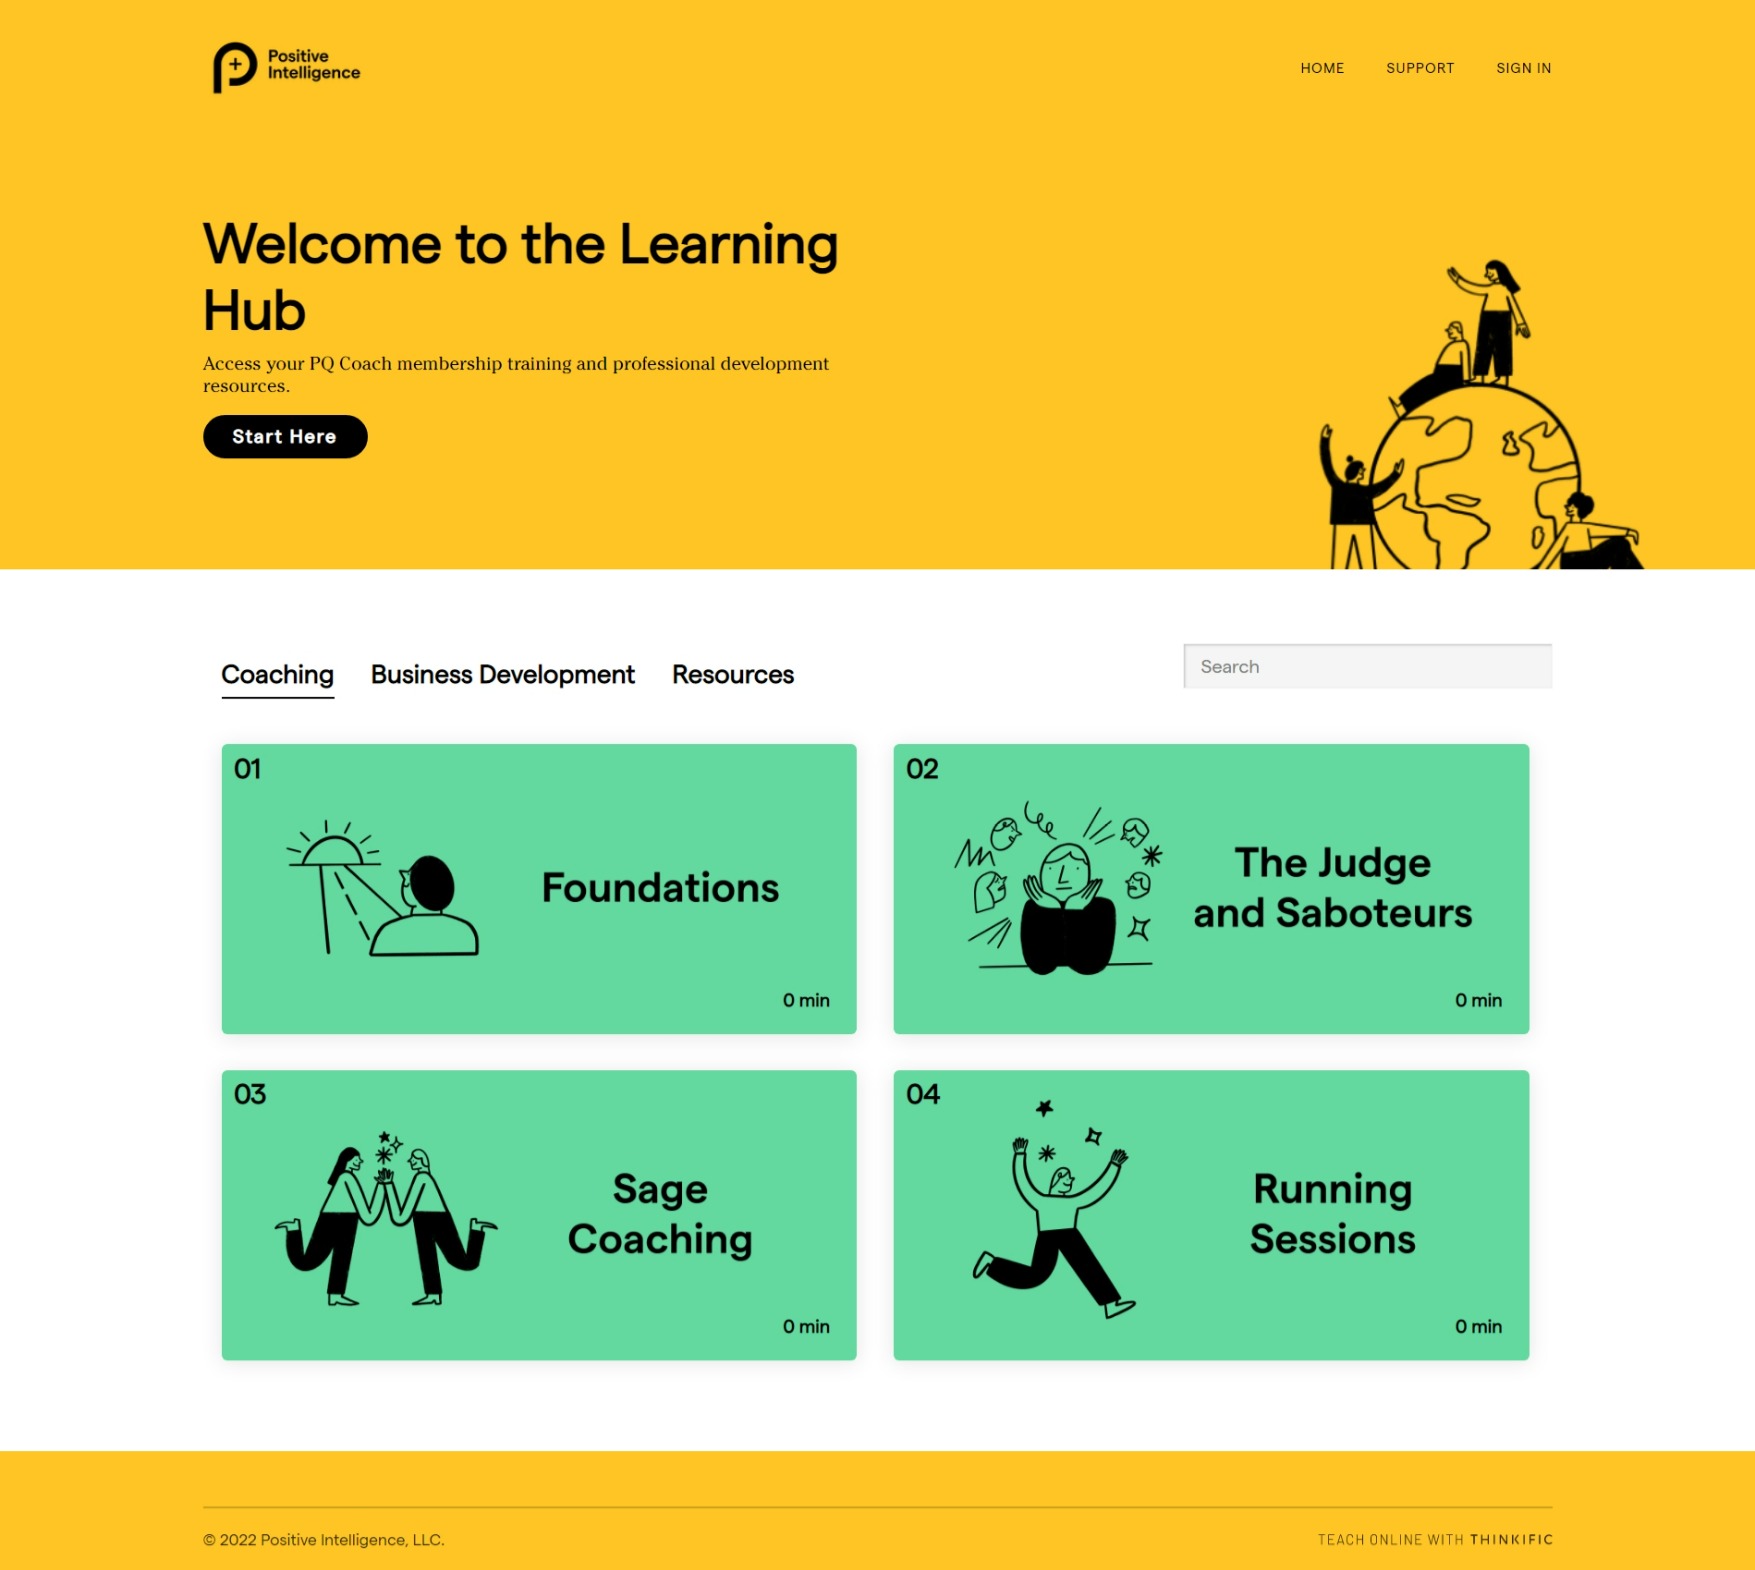 Positive
Intelligence
HOME
SUPPORT
SIGN IN
Welcome to the Learning
Hub
Access your PQ Coach membership training and professional development
resources.
Start Here
Coaching
Business Development
Resources
Search
01
Foundations
0 min
02
The Judge
and Saboteurs
0 min
03
Sage
Coaching
0 min
04
Running
Sessions
0 min
© 2022 Positive Intelligence, LLC.
TEACH ONLINE WITH THINKIFIC